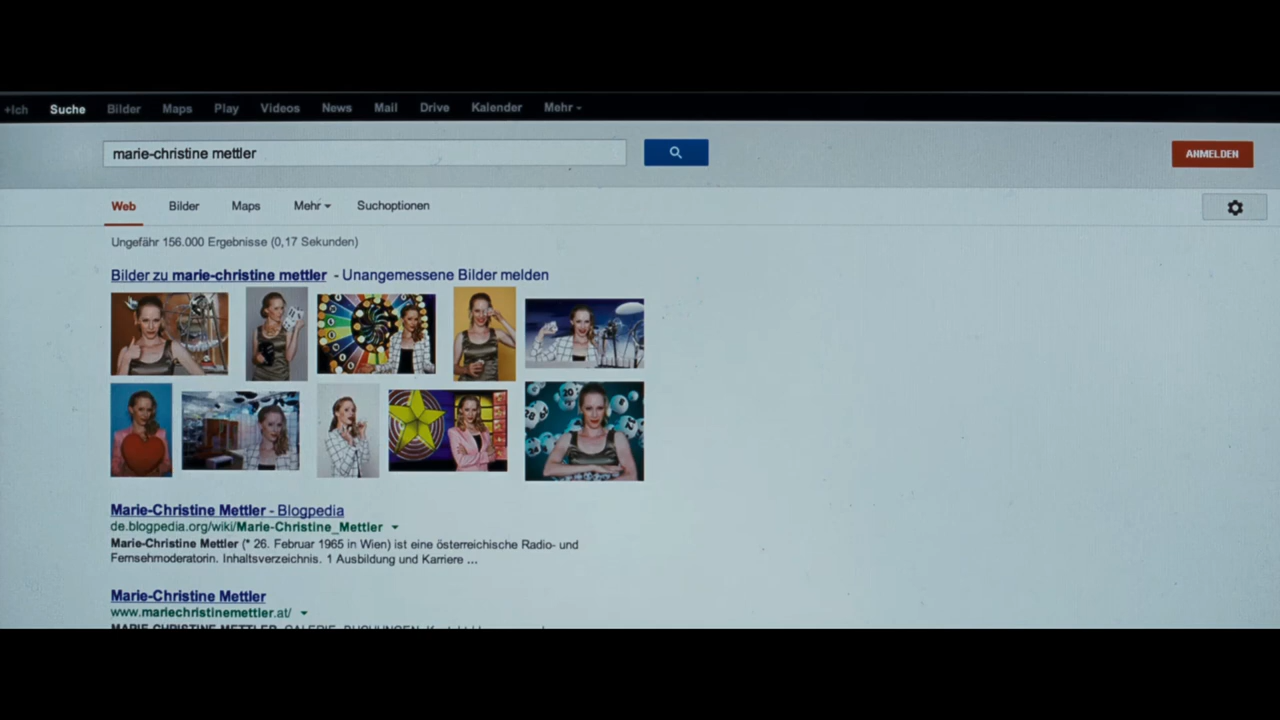 +Ich Suche Bilder Maps Play Videos News Mail Drive Kalender Mehr
marie-christine mettler
ANMELDEN
Web Bilder Maps Mehr Suchoptionen
Ungefähr 156.000 Ergebnisse (0,17 Sekunden)
Bilder zu marie-christine mettler - Unangemessene Bilder melden
Marie-Christine Mettler - Blogpedia
de.blogpedia.org/wiki/Marie-Christine_Mettler
Marie-Christine Mettler (* 26. Februar 1965 in Wien) ist eine österreichische Radio- und
Fernsehmoderatorin. Inhaltsverzeichnis. 1 Ausbildung und Karriere ...
Marie-Christine Mettler
www.mariechristinemettler.at/
MARIE CHRISTINE METTLER